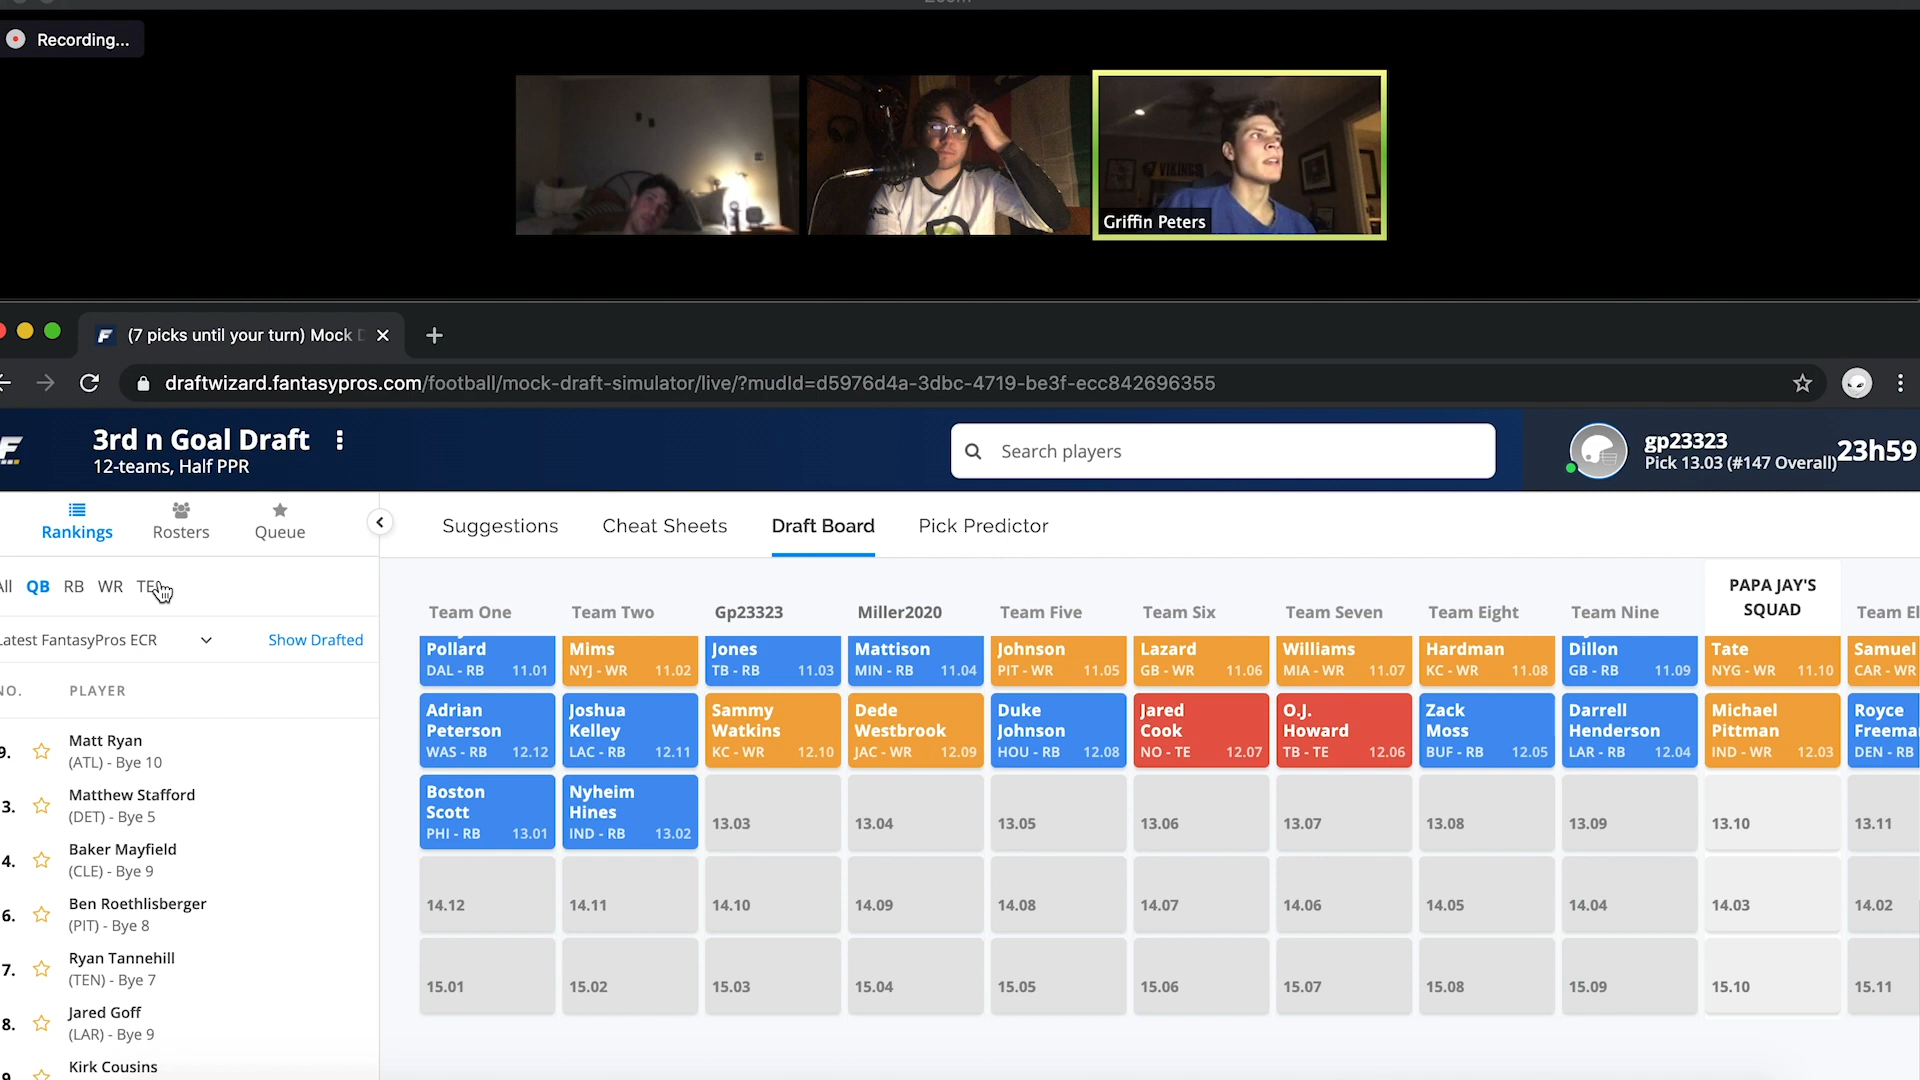 Zoom
Recording...
VIKINGS
Griffin Peters
(7 picks until your turn) Mock D
draftwizard.fantasypros.com/football/mock-draft-simulator/live/?mudId=d5976d4a-3dbc-4719-be3f-ecc842696355
3rd n Goal Draft
12-teams, Half PPR
Search players
gp23323
Pick 13.03 (#147 Overall)
23h59
Rankings
Rosters
Queue
Suggestions
Cheat Sheets
Draft Board
Pick Predictor
All QB RB WR TE
Latest FantasyPros ECR
Show Drafted
NO. PLAYER
9. Matt Ryan
(ATL) - Bye 10
3. Matthew Stafford
(DET) - Bye 5
4. Baker Mayfield
(CLE) - Bye 9
6. Ben Roethlisberger
(PIT) - Bye 8
7. Ryan Tannehill
(TEN) - Bye 7
8. Jared Goff
(LAR) - Bye 9
9. Kirk Cousins
Team One Team Two Gp23323 Miller2020 Team Five Team Six Team Seven Team Eight Team Nine PAPA JAY'S SQUAD Team El
Pollard
DAL - RB 11.01
Mims
NYJ - WR 11.02
Jones
TB - RB 11.03
Mattison
MIN - RB 11.04
Johnson
PIT - WR 11.05
Lazard
GB - WR 11.06
Williams
MIA - WR 11.07
Hardman
KC - WR 11.08
Dillon
GB - RB 11.09
Tate
NYG - WR 11.10
Samuel
CAR - WR
Adrian
Peterson
WAS - RB 12.12
Joshua
Kelley
LAC - RB 12.11
Sammy
Watkins
KC - WR 12.10
Dede
Westbrook
JAC - WR 12.09
Duke
Johnson
HOU - RB 12.08
Jared
Cook
NO - TE 12.07
O.J.
Howard
TB - TE 12.06
Zack
Moss
BUF - RB 12.05
Darrell
Henderson
LAR - RB 12.04
Michael
Pittman
IND - WR 12.03
Royce
Freema
DEN - RB
Boston
Scott
PHI - RB 13.01
Nyheim
Hines
IND - RB 13.02
13.03 13.04 13.05 13.06 13.07 13.08 13.09 13.10 13.11
14.12 14.11 14.10 14.09 14.08 14.07 14.06 14.05 14.04 14.03 14.02
15.01 15.02 15.03 15.04 15.05 15.06 15.07 15.08 15.09 15.10 15.11